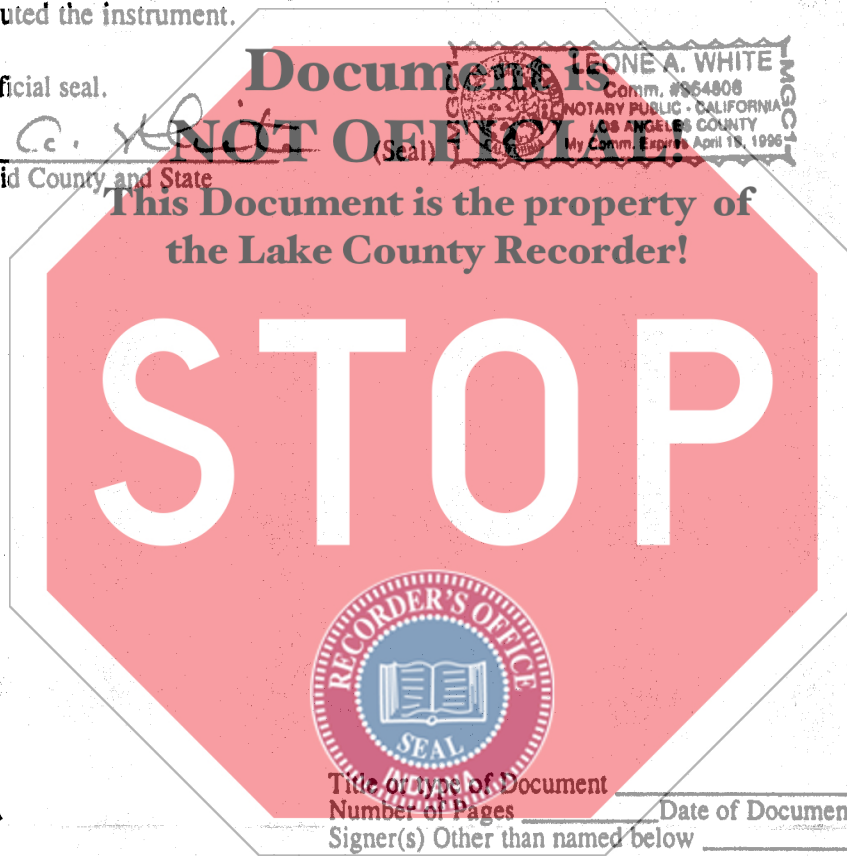 uted the instrument.
Document is
LEONE A. WHITE
ficial seal.
Comm. #964806
NOTARY PUBLIC - CALIFORNIA
NOT OFFICIAL!
(Seal)
LOS ANGELES COUNTY
My Comm. Expires April 19, 1996
MGC1
id County and State
This Document is the property of
the Lake County Recorder!
STOP
RECORDER'S OFFICE
SEAL
INDIANA
Title or type of Document
Number of Pages
Date of Documen
Signer(s) Other than named below